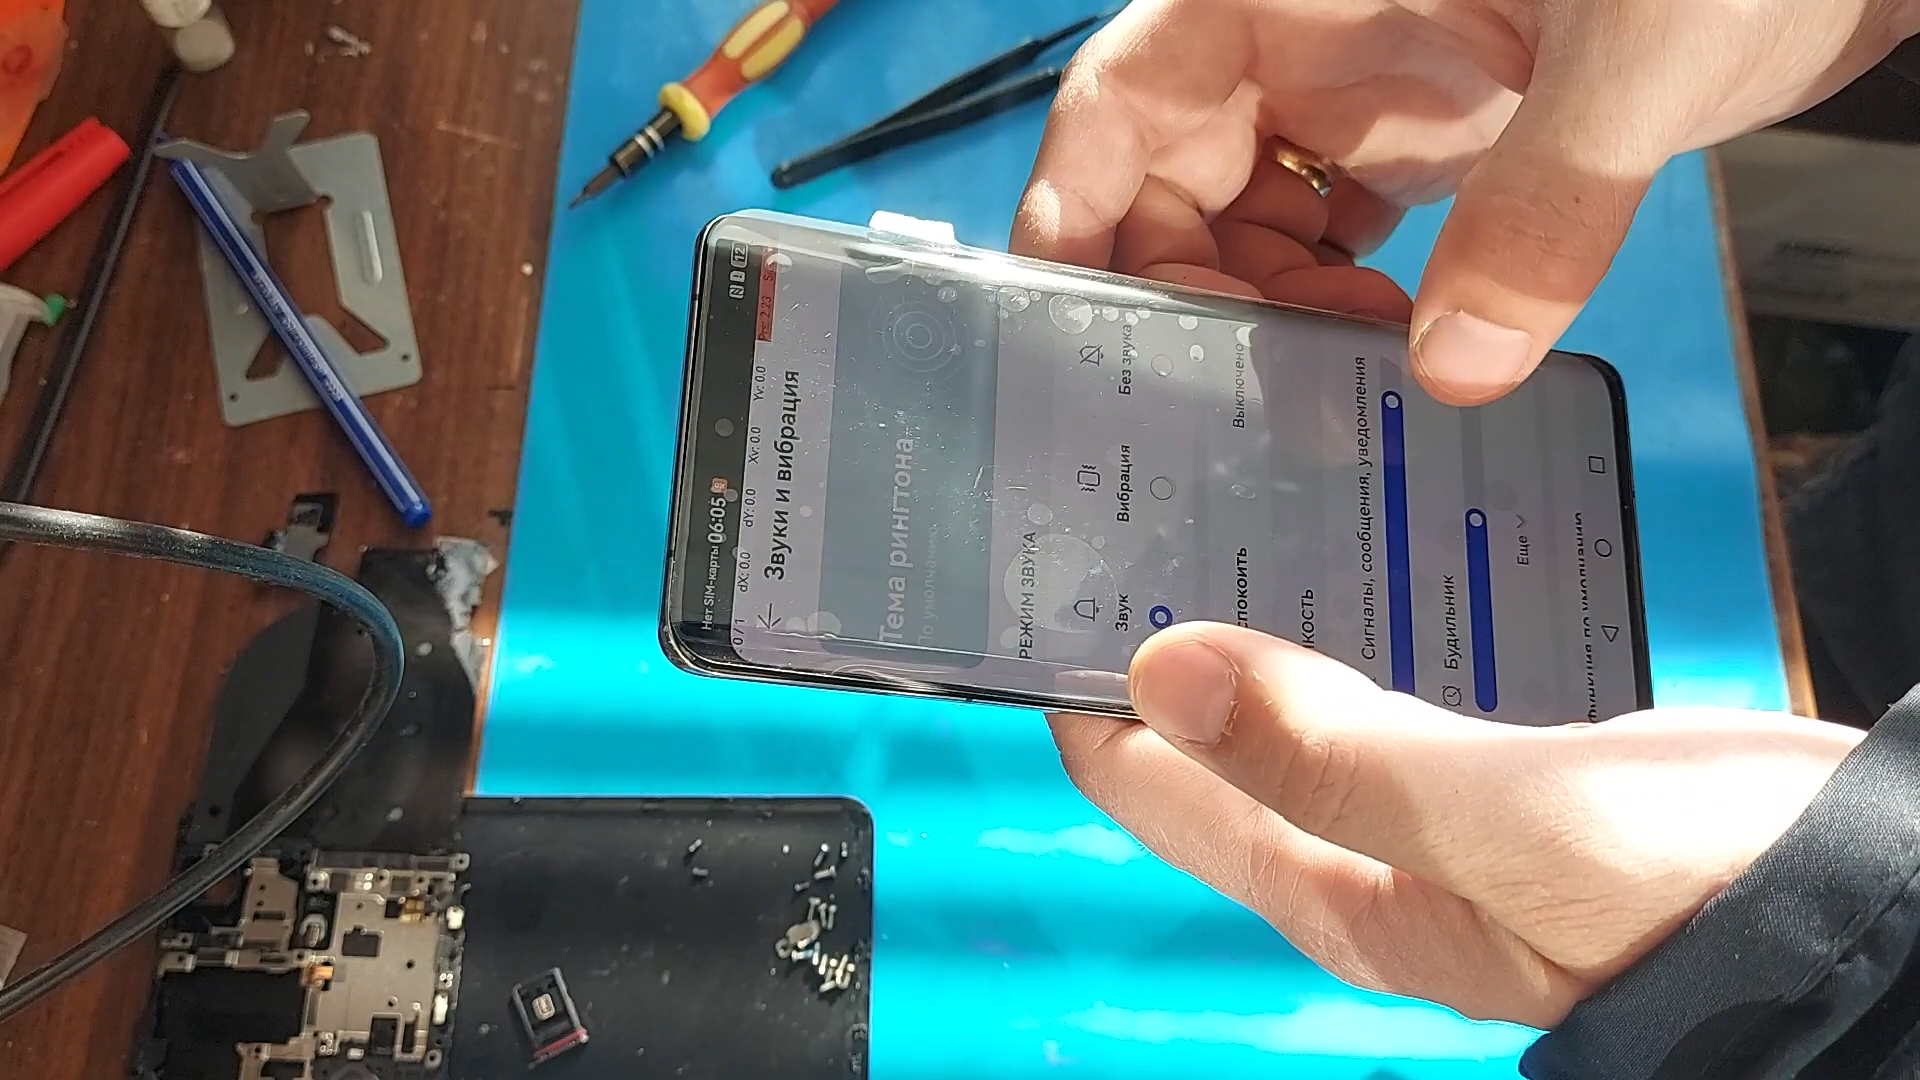 Нет SIM-карты 06:05
0 / 1 dX: 0.0 dY: 0.0 Xv: 0.0 Yv: 0.0 Prs: 2.23
Звуки и вибрация
Тема рингтона
По умолчанию
РЕЖИМ ЗВУКА
Звук Вибрация Без звука
спокоить Выключено
кость
Сигналы, сообщения, уведомления
Будильник
Еще